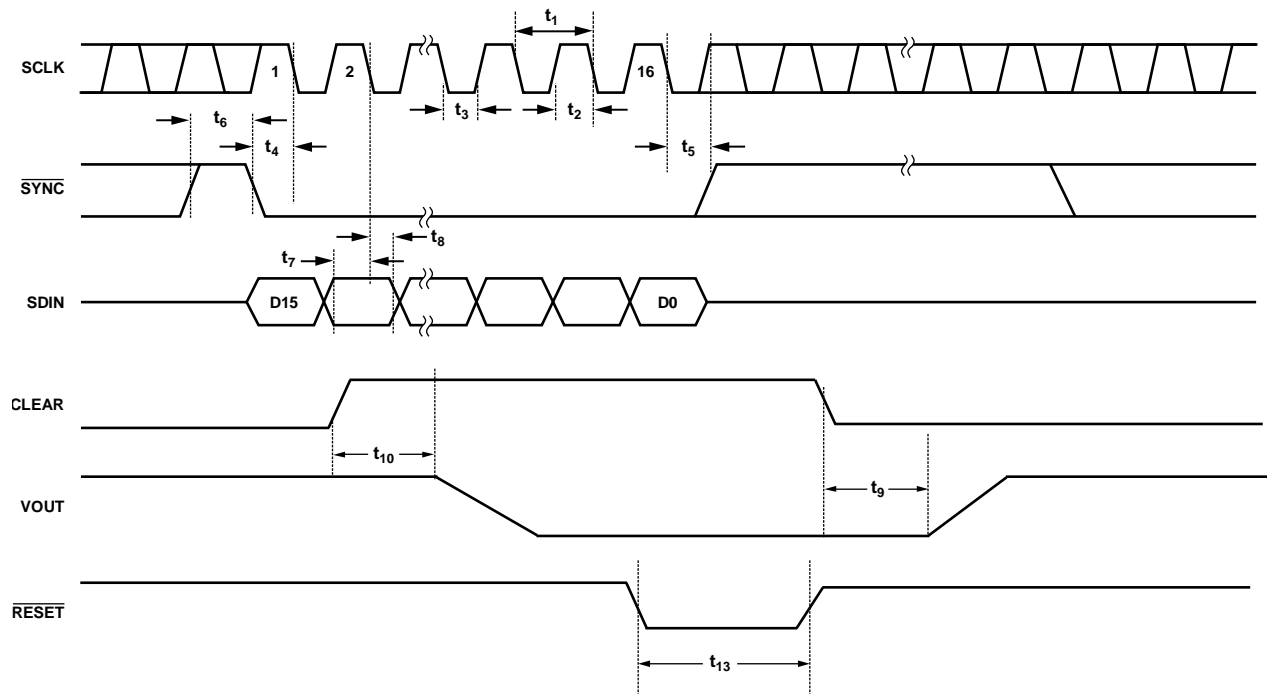 t1
SCLK
1
2
16
t3
t2
t6
t4
t5
SYNC
t8
t7
SDIN
D15
D0
CLEAR
t10
t9
VOUT
RESET
t13